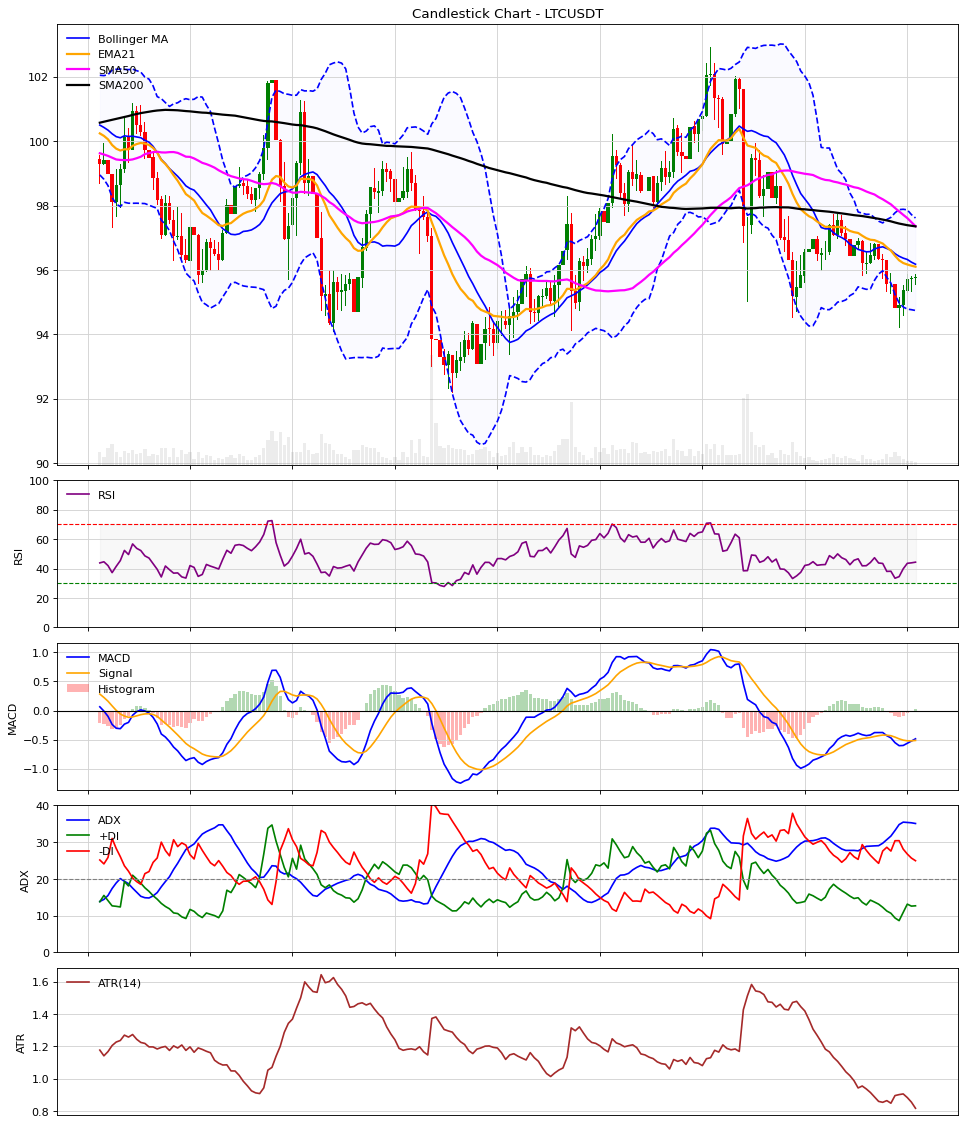 Candlestick Chart - LTCUSDT
Bollinger MA
EMA21
SMA50
SMA200
102
100
98
96
94
92
90
RSI
100
80
60
40
20
0
RSI
MACD
Signal
Histogram
1.0
0.5
0.0
−0.5
−1.0
MACD
ADX
+DI
-DI
40
30
20
10
0
ADX
ATR(14)
1.6
1.4
1.2
1.0
0.8
ATR